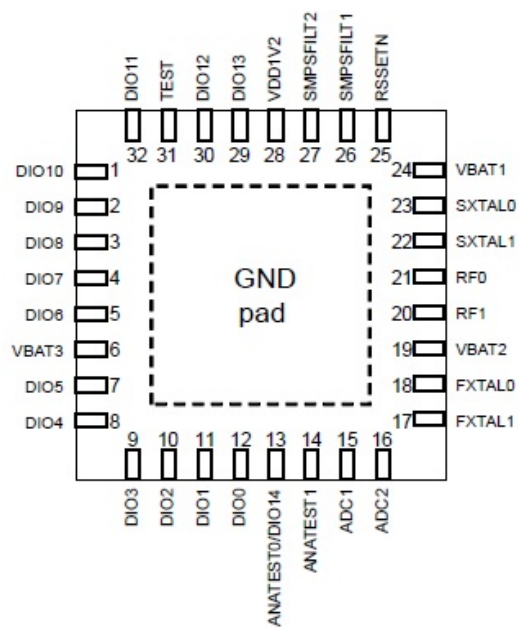 DIO11
TEST
DIO12
DIO13
VDD1V2
SMPSFILT2
SMPSFILT1
RSSETN
32 31 30 29 28 27 26 25
DIO10 1
DIO9 2
DIO8 3
DIO7 4
DIO6 5
VBAT3 6
DIO5 7
DIO4 8
GND
pad
24 VBAT1
23 SXTAL0
22 SXTAL1
21 RF0
20 RF1
19 VBAT2
18 FXTAL0
17 FXTAL1
9 10 11 12 13 14 15 16
DIO3
DIO2
DIO1
DIO0
ANATEST0/DIO14
ANATEST1
ADC1
ADC2